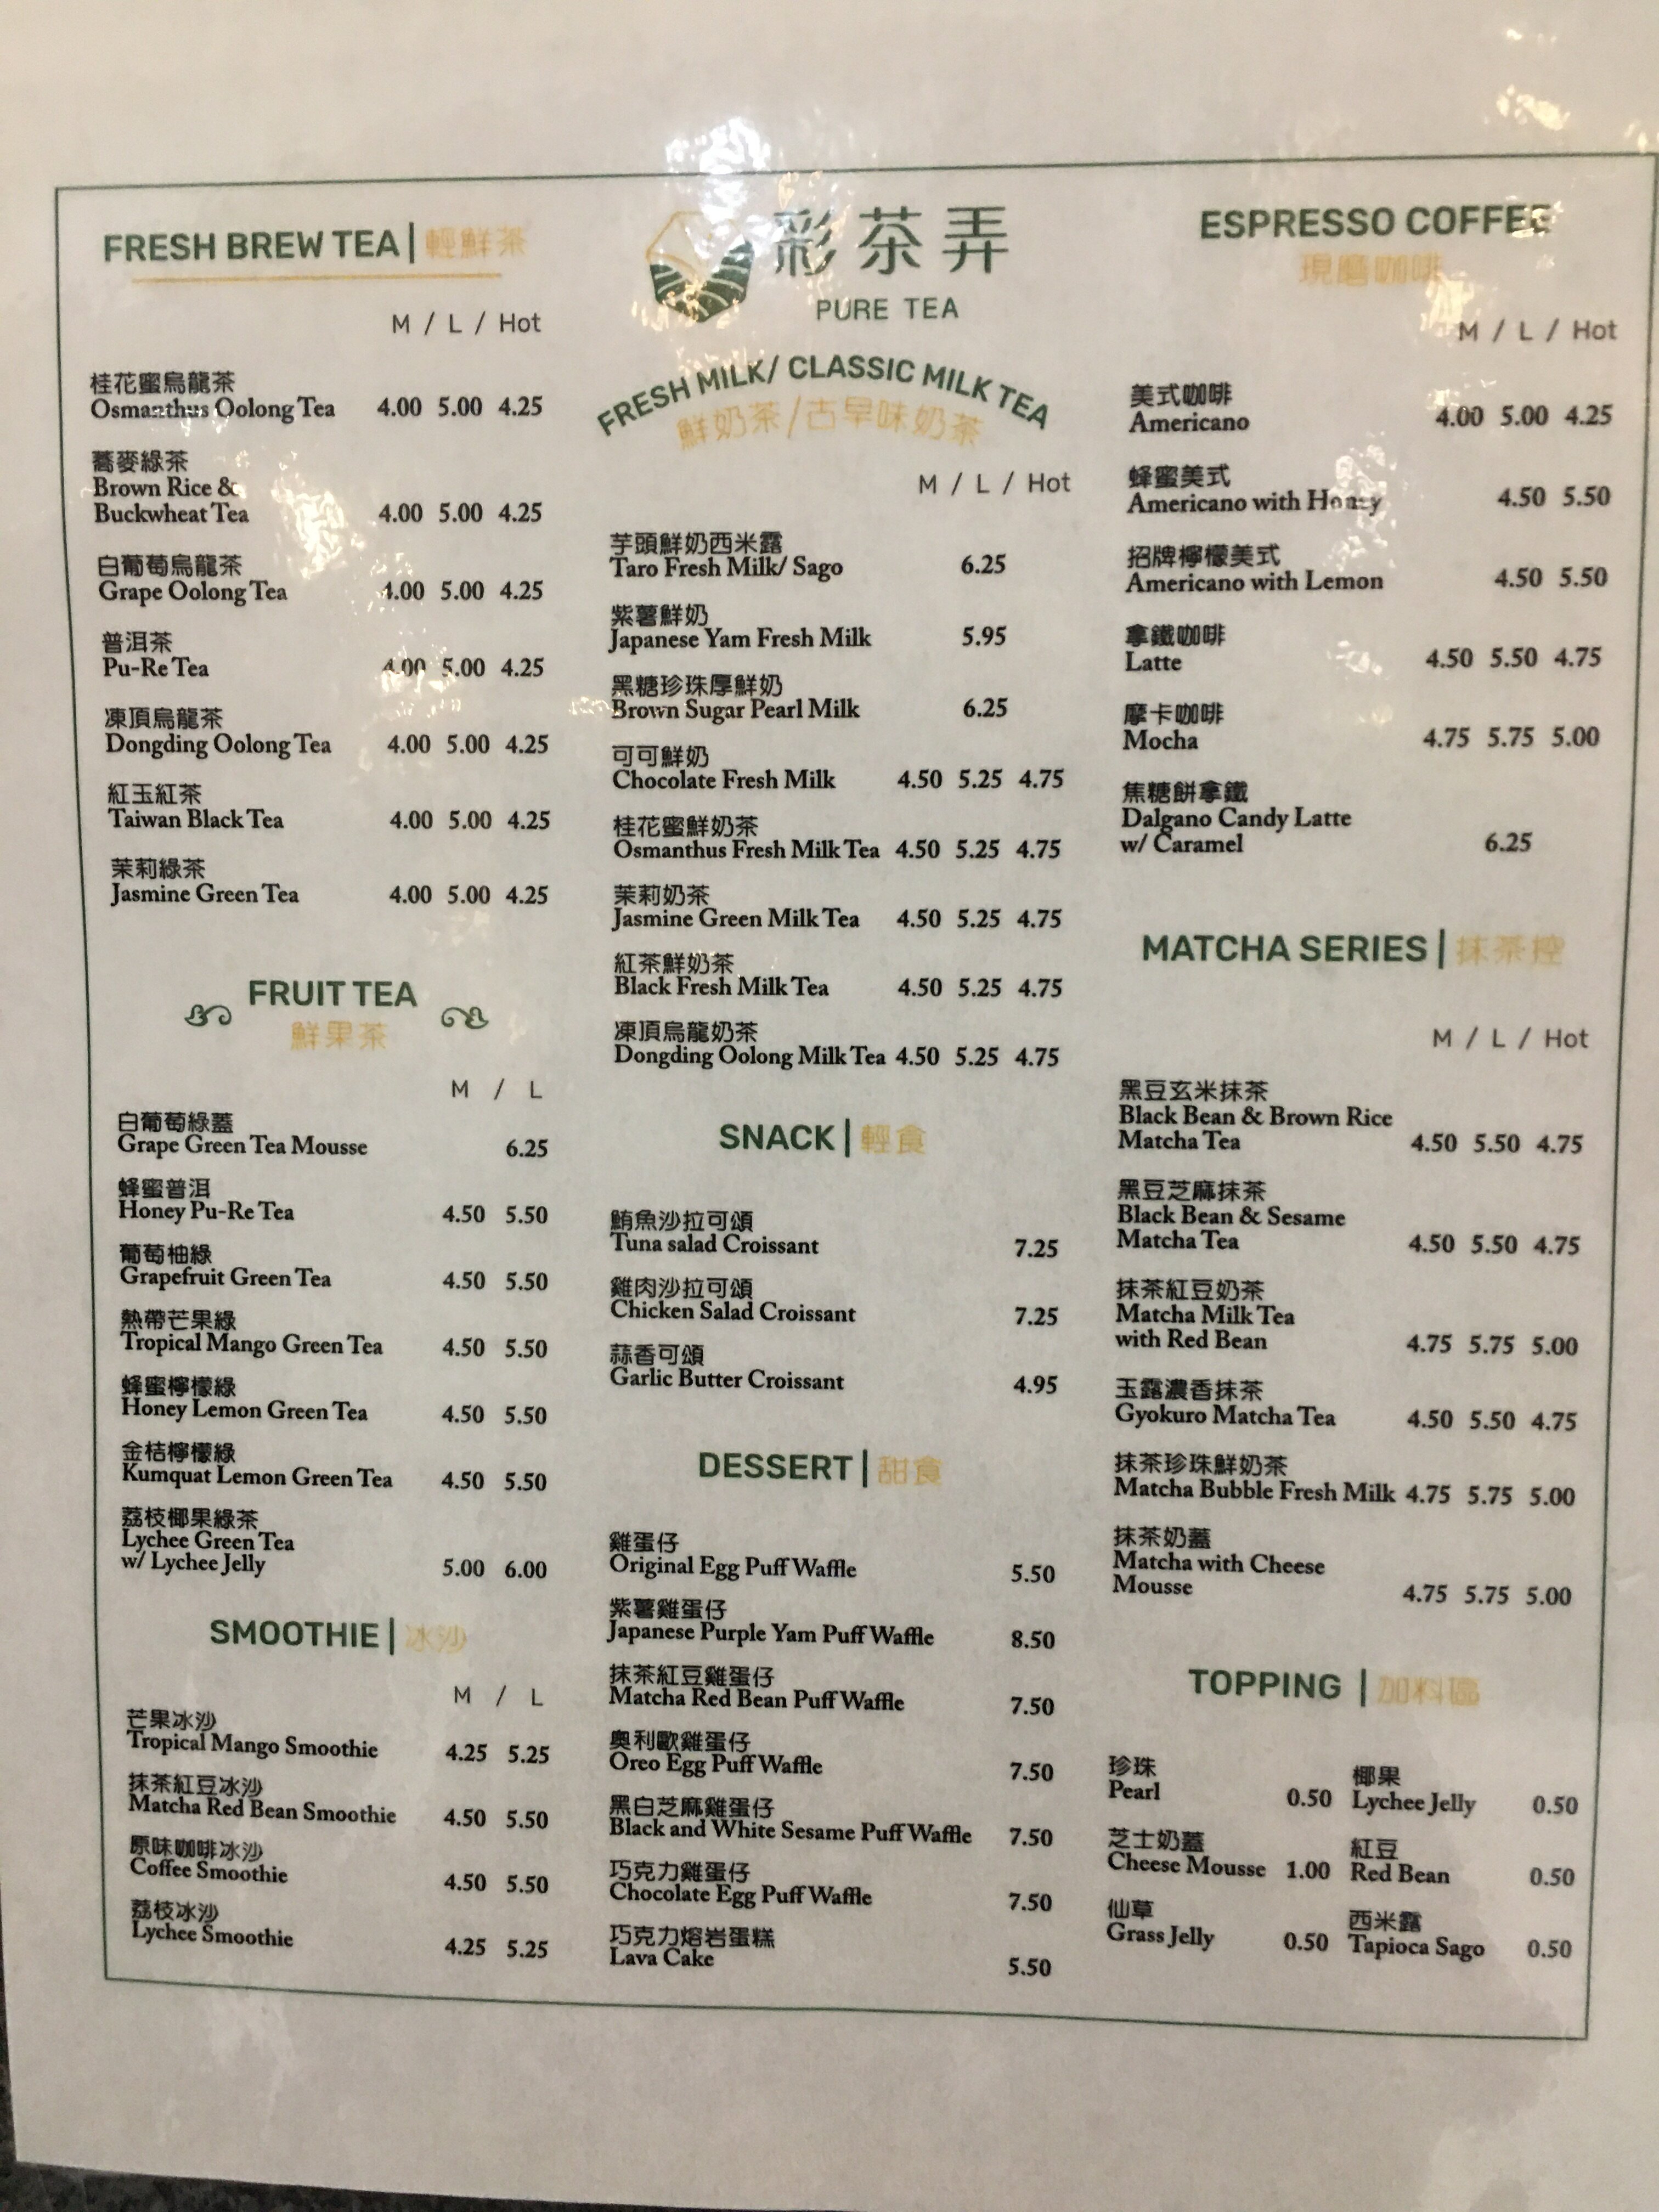 FRESH BREW TEA | 輕鮮茶
M / L / Hot
桂花蜜烏龍茶
Osmanthus Oolong Tea 4.00 5.00 4.25
蕎麥綠茶
Brown Rice &
Buckwheat Tea 4.00 5.00 4.25
白葡萄烏龍茶
Grape Oolong Tea 4.00 5.00 4.25
普洱茶
Pu-Re Tea 4.00 5.00 4.25
凍頂烏龍茶
Dongding Oolong Tea 4.00 5.00 4.25
紅玉紅茶
Taiwan Black Tea 4.00 5.00 4.25
茉莉綠茶
Jasmine Green Tea 4.00 5.00 4.25
FRUIT TEA
鮮果茶
M / L
白葡萄綠蓋
Grape Green Tea Mousse 6.25
蜂蜜普洱
Honey Pu-Re Tea 4.50 5.50
葡萄柚綠
Grapefruit Green Tea 4.50 5.50
熱帶芒果綠
Tropical Mango Green Tea 4.50 5.50
蜂蜜檸檬綠
Honey Lemon Green Tea 4.50 5.50
金桔檸檬綠
Kumquat Lemon Green Tea 4.50 5.50
荔枝椰果綠茶
Lychee Green Tea
w/ Lychee Jelly 5.00 6.00
SMOOTHIE | 冰沙
M / L
芒果冰沙
Tropical Mango Smoothie 4.25 5.25
抹茶紅豆冰沙
Matcha Red Bean Smoothie 4.50 5.50
原味咖啡冰沙
Coffee Smoothie 4.50 5.50
荔枝冰沙
Lychee Smoothie 4.25 5.25
彩茶弄
PURE TEA
FRESH MILK/ CLASSIC MILK TEA
鮮奶茶/古早味奶茶
M / L / Hot
芋頭鮮奶西米露
Taro Fresh Milk/ Sago 6.25
紫薯鮮奶
Japanese Yam Fresh Milk 5.95
黑糖珍珠厚鮮奶
Brown Sugar Pearl Milk 6.25
可可鮮奶
Chocolate Fresh Milk 4.50 5.25 4.75
桂花蜜鮮奶茶
Osmanthus Fresh Milk Tea 4.50 5.25 4.75
茉莉奶茶
Jasmine Green Milk Tea 4.50 5.25 4.75
紅茶鮮奶茶
Black Fresh Milk Tea 4.50 5.25 4.75
凍頂烏龍奶茶
Dongding Oolong Milk Tea 4.50 5.25 4.75
SNACK | 輕食
鮪魚沙拉可頌
Tuna salad Croissant 7.25
雞肉沙拉可頌
Chicken Salad Croissant 7.25
蒜香可頌
Garlic Butter Croissant 4.95
DESSERT | 甜食
雞蛋仔
Original Egg Puff Waffle 5.50
紫薯雞蛋仔
Japanese Purple Yam Puff Waffle 8.50
抹茶紅豆雞蛋仔
Matcha Red Bean Puff Waffle 7.50
奧利歐雞蛋仔
Oreo Egg Puff Waffle 7.50
黑白芝麻雞蛋仔
Black and White Sesame Puff Waffle 7.50
巧克力雞蛋仔
Chocolate Egg Puff Waffle 7.50
巧克力熔岩蛋糕
Lava Cake 5.50
ESPRESSO COFFEE
現磨咖啡
M / L / Hot
美式咖啡
Americano 4.00 5.00 4.25
蜂蜜美式
Americano with Honey 4.50 5.50
招牌檸檬美式
Americano with Lemon 4.50 5.50
拿鐵咖啡
Latte 4.50 5.50 4.75
摩卡咖啡
Mocha 4.75 5.75 5.00
焦糖餅拿鐵
Dalgano Candy Latte
w/ Caramel 6.25
MATCHA SERIES | 抹茶控
M / L / Hot
黑豆玄米抹茶
Black Bean & Brown Rice
Matcha Tea 4.50 5.50 4.75
黑豆芝麻抹茶
Black Bean & Sesame
Matcha Tea 4.50 5.50 4.75
抹茶紅豆奶茶
Matcha Milk Tea
with Red Bean 4.75 5.75 5.00
玉露濃香抹茶
Gyokuro Matcha Tea 4.50 5.50 4.75
抹茶珍珠鮮奶茶
Matcha Bubble Fresh Milk 4.75 5.75 5.00
抹茶奶蓋
Matcha with Cheese
Mousse 4.75 5.75 5.00
TOPPING | 加料區
珍珠 椰果
Pearl 0.50 Lychee Jelly 0.50
芝士奶蓋 紅豆
Cheese Mousse 1.00 Red Bean 0.50
仙草 西米露
Grass Jelly 0.50 Tapioca Sago 0.50